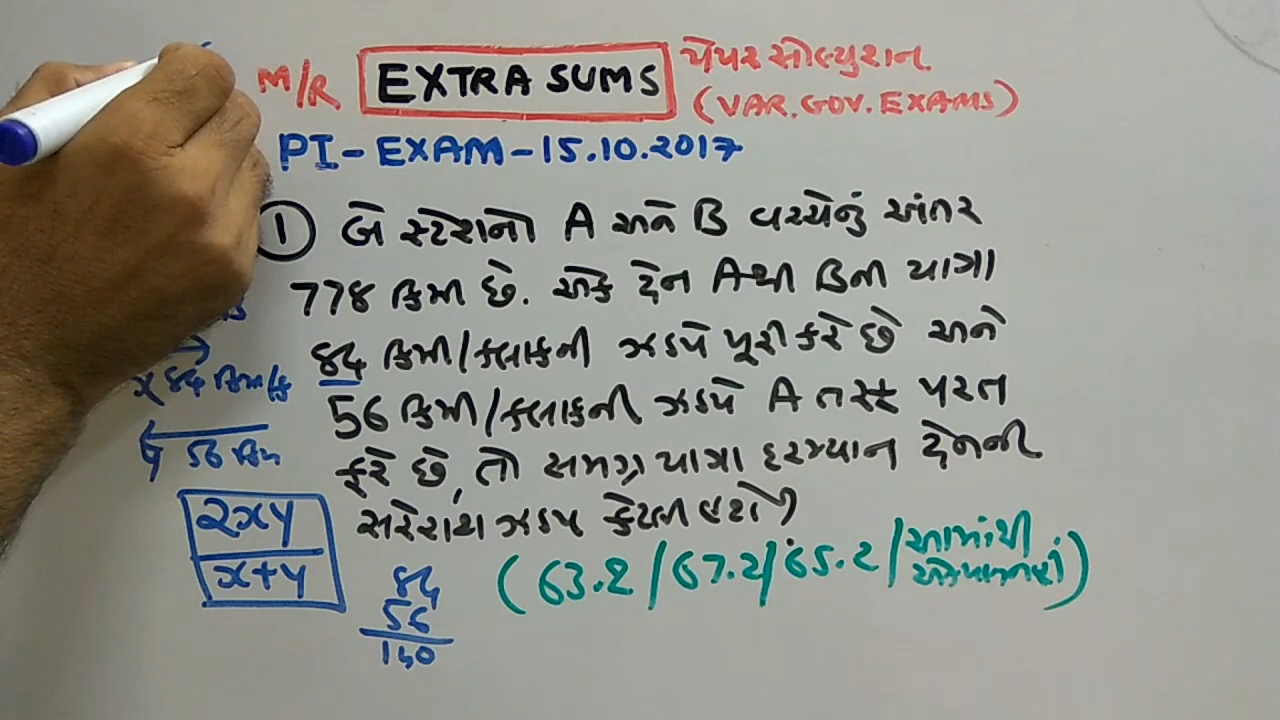 M/R EXTRA SUMS પેપર સોલ્યુશન
(VAR.GOV.EXAMS)
PI-EXAM-15.10.2017
① બે સ્ટેશનો A અને B વચ્ચેનું અંતર
778 કિમી છે. એક ટ્રેન A થી B ની યાત્રા
84 કિમી/કલાકની ઝડપે પૂરી કરે છે અને
56 કિમી/કલાકની ઝડપે A તરફ પરત
ફરે છે, તો સમગ્ર યાત્રા દરમ્યાન ટ્રેનની
સરેરાશ ઝડપ કેટલી હશે?
(63.2/67.2/65.2/આમાંથી
એકપણ નહીં)
x 84 કિમી/ક
56 કિમ
2xy
x+y
84
56
140